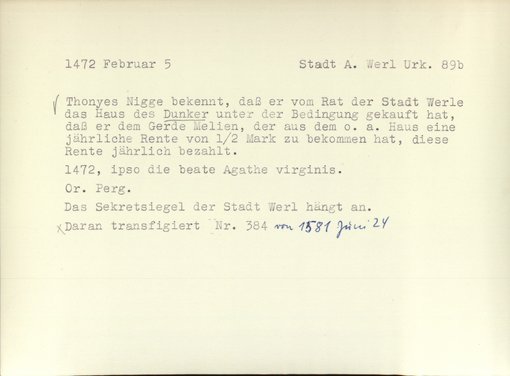 1472 Februar 5 Stadt A. Werl Urk. 89b
Thonyes Nigge bekennt, daß er vom Rat der Stadt Werle
das Haus des Dunker unter der Bedingung gekauft hat,
daß er dem Gerde Melien, der aus dem o. a. Haus eine
jährliche Rente von 1/2 Mark zu bekommen hat, diese
Rente jährlich bezahlt.
1472, ipso die beate Agathe virginis.
Or. Perg.
Das Sekretsiegel der Stadt Werl hängt an.
Daran transfigiert Nr. 384 von 1581 Juni 24